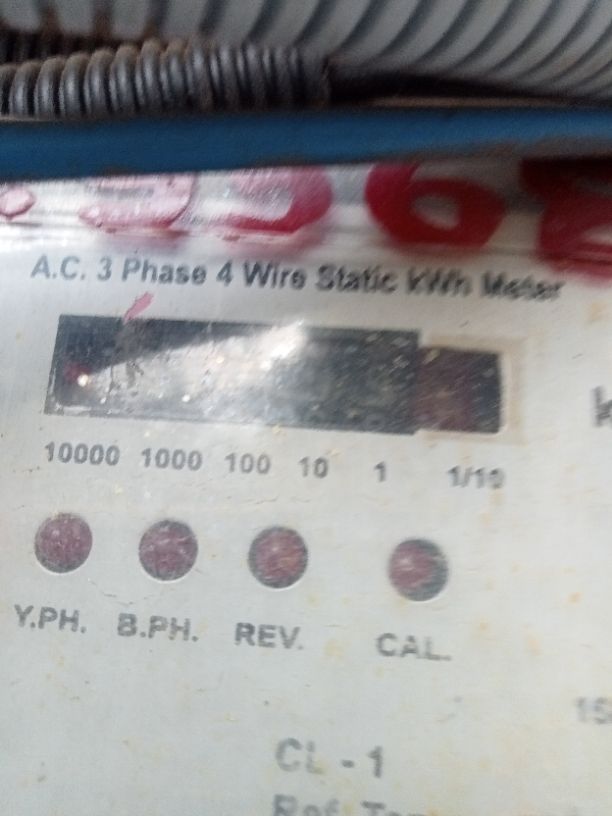 A.C. 3 Phase 4 Wire Static kWh Meter
10000 1000 100 10 1 1/10
Y.PH. B.PH. REV. CAL.
CL - 1